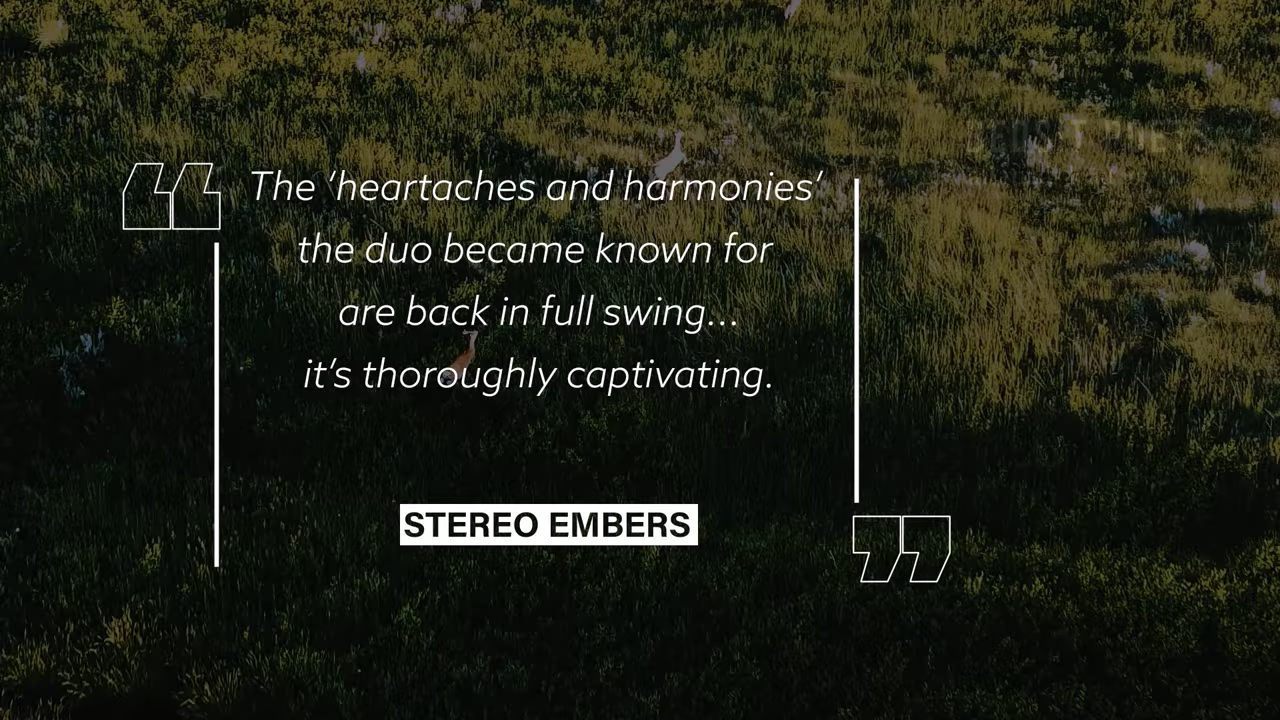 The ‘heartaches and harmonies’
the duo became known for
are back in full swing...
it’s thoroughly captivating.
STEREO EMBERS